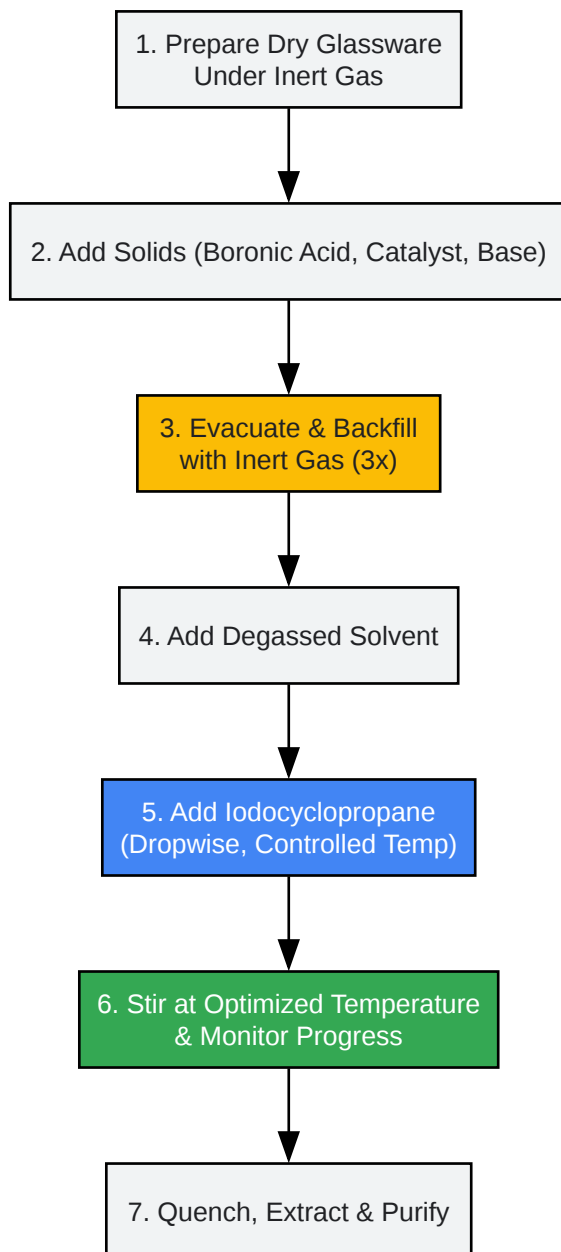 1. Prepare Dry Glassware
Under Inert Gas
2. Add Solids (Boronic Acid, Catalyst, Base)
3. Evacuate & Backfill
with Inert Gas (3x)
4. Add Degassed Solvent
5. Add Iodocyclopropane
(Dropwise, Controlled Temp)
6. Stir at Optimized Temperature
& Monitor Progress
7. Quench, Extract & Purify